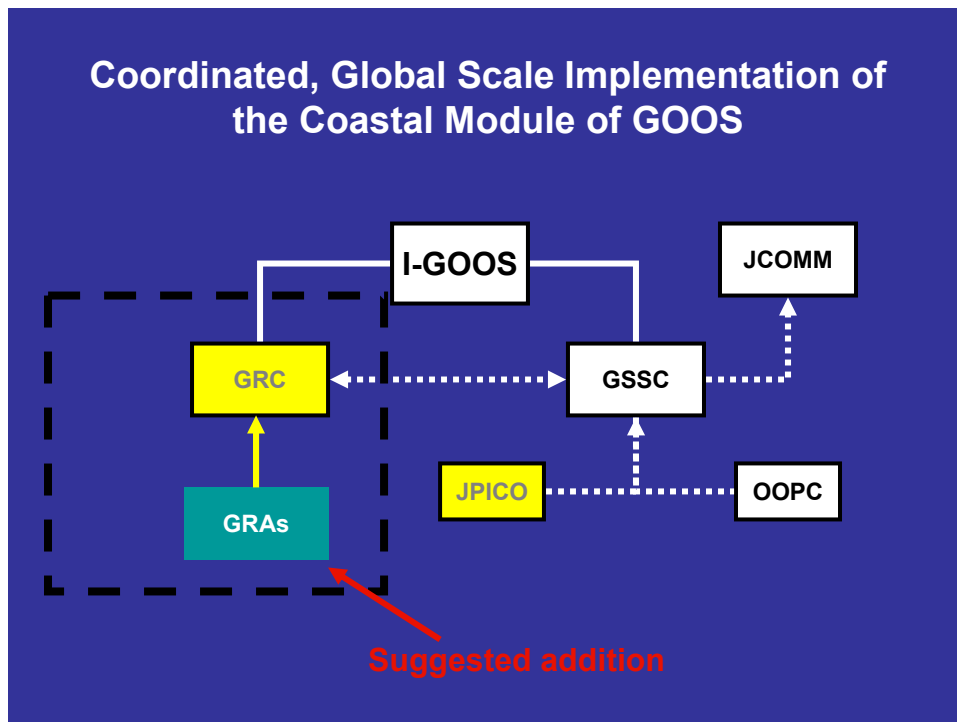 Coordinated, Global Scale Implementation of
the Coastal Module of GOOS
I-GOOS
JCOMM
GRC
GSSC
JPICO
OOPC
GRAs
Suggested addition